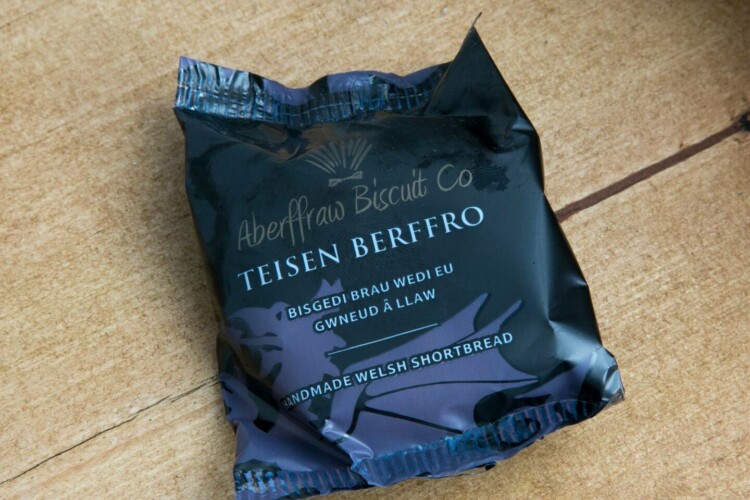 Aberffraw Biscuit Co
TEISEN BERFFRO
BISGEDI BRAU WEDI EU
GWNEUD Â LLAW
HANDMADE WELSH SHORTBREAD